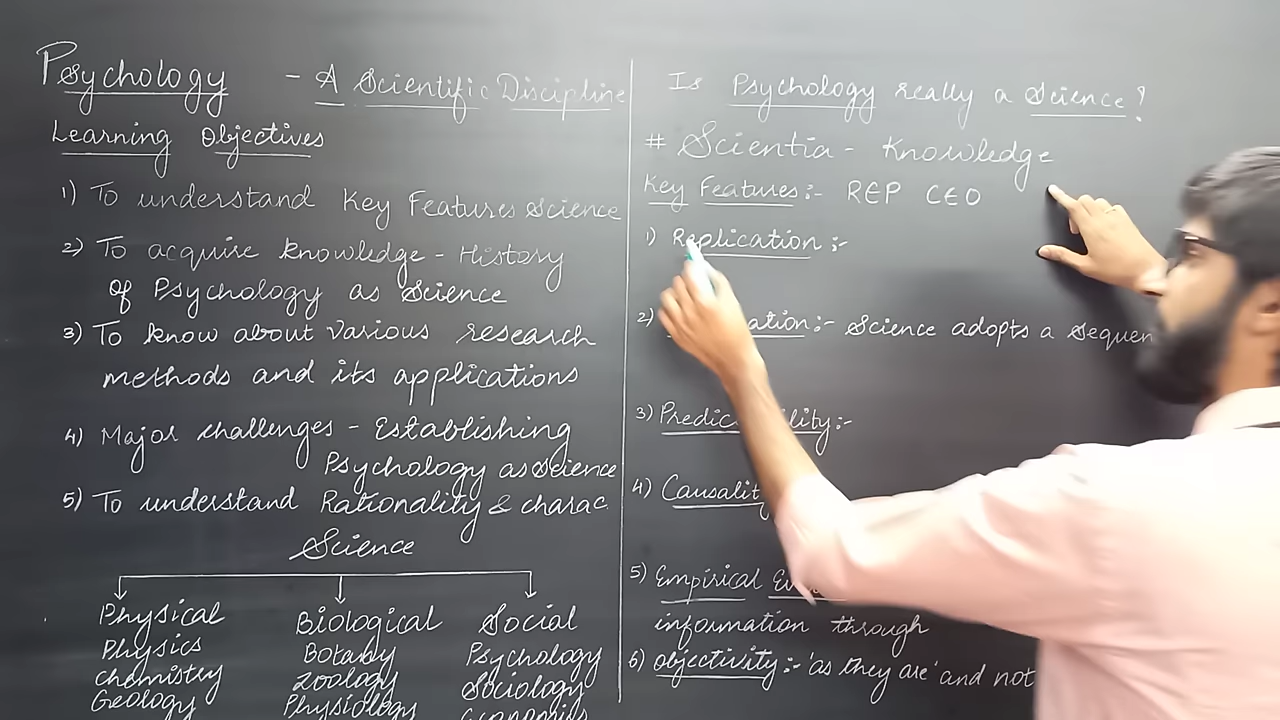 Psychology - A Scientific Discipline
Learning Objectives
1) To understand Key Features Science
2) To acquire knowledge - History
of Psychology as Science
3) To know about various research
methods and its applications
4) Major challenges - Establishing
Psychology as Science
5) To understand Rationality & charac.
Science
Physical Biological Social
Physics Botany Psychology
chemistry Zoology Sociology
Geology Physiology Economics
Is Psychology really a Science?
# Scientia - Knowledge
Key Features:- REP CEO
1) Replication :-
2) ation:- Science adopts a sequen
3) Predic ility:-
4) Causalit
5) Empirical Ev
information through
6) Objectivity:- 'as they are' and not